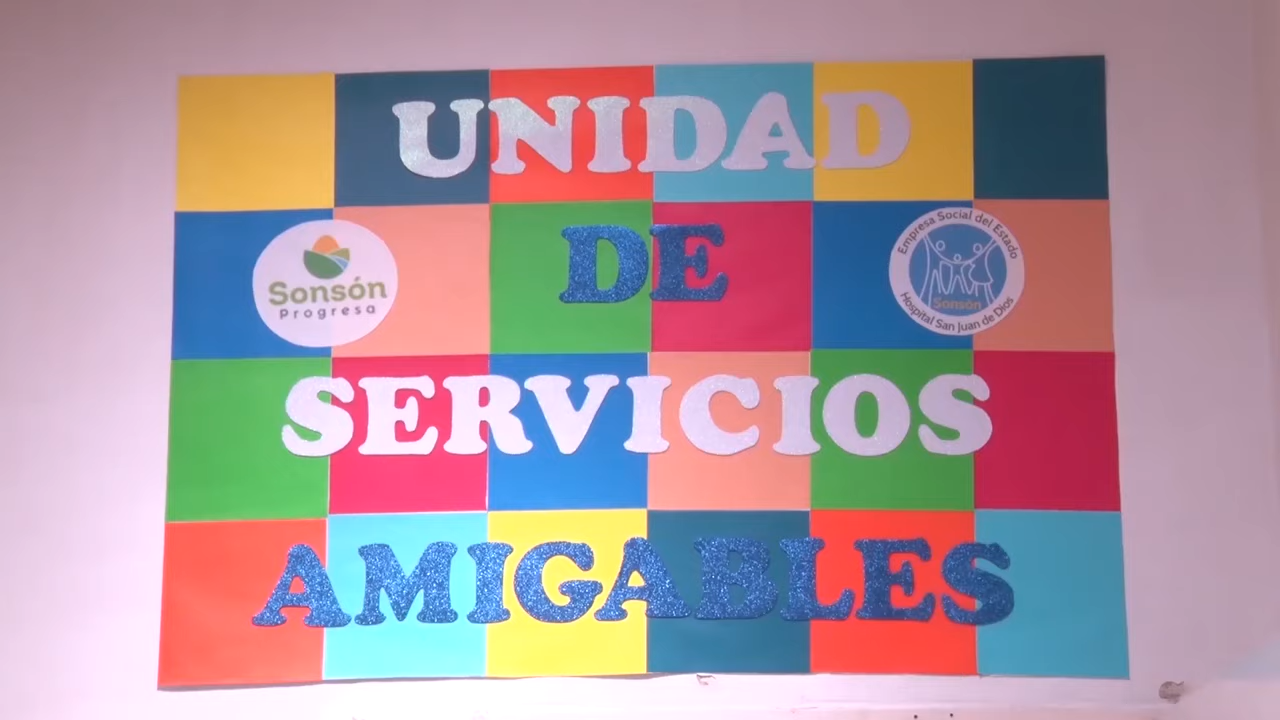 UNIDAD
DE
Sonsón
Progresa
Empresa Social del Estado
Sonsón
Hospital San Juan de Dios
SERVICIOS
AMIGABLES